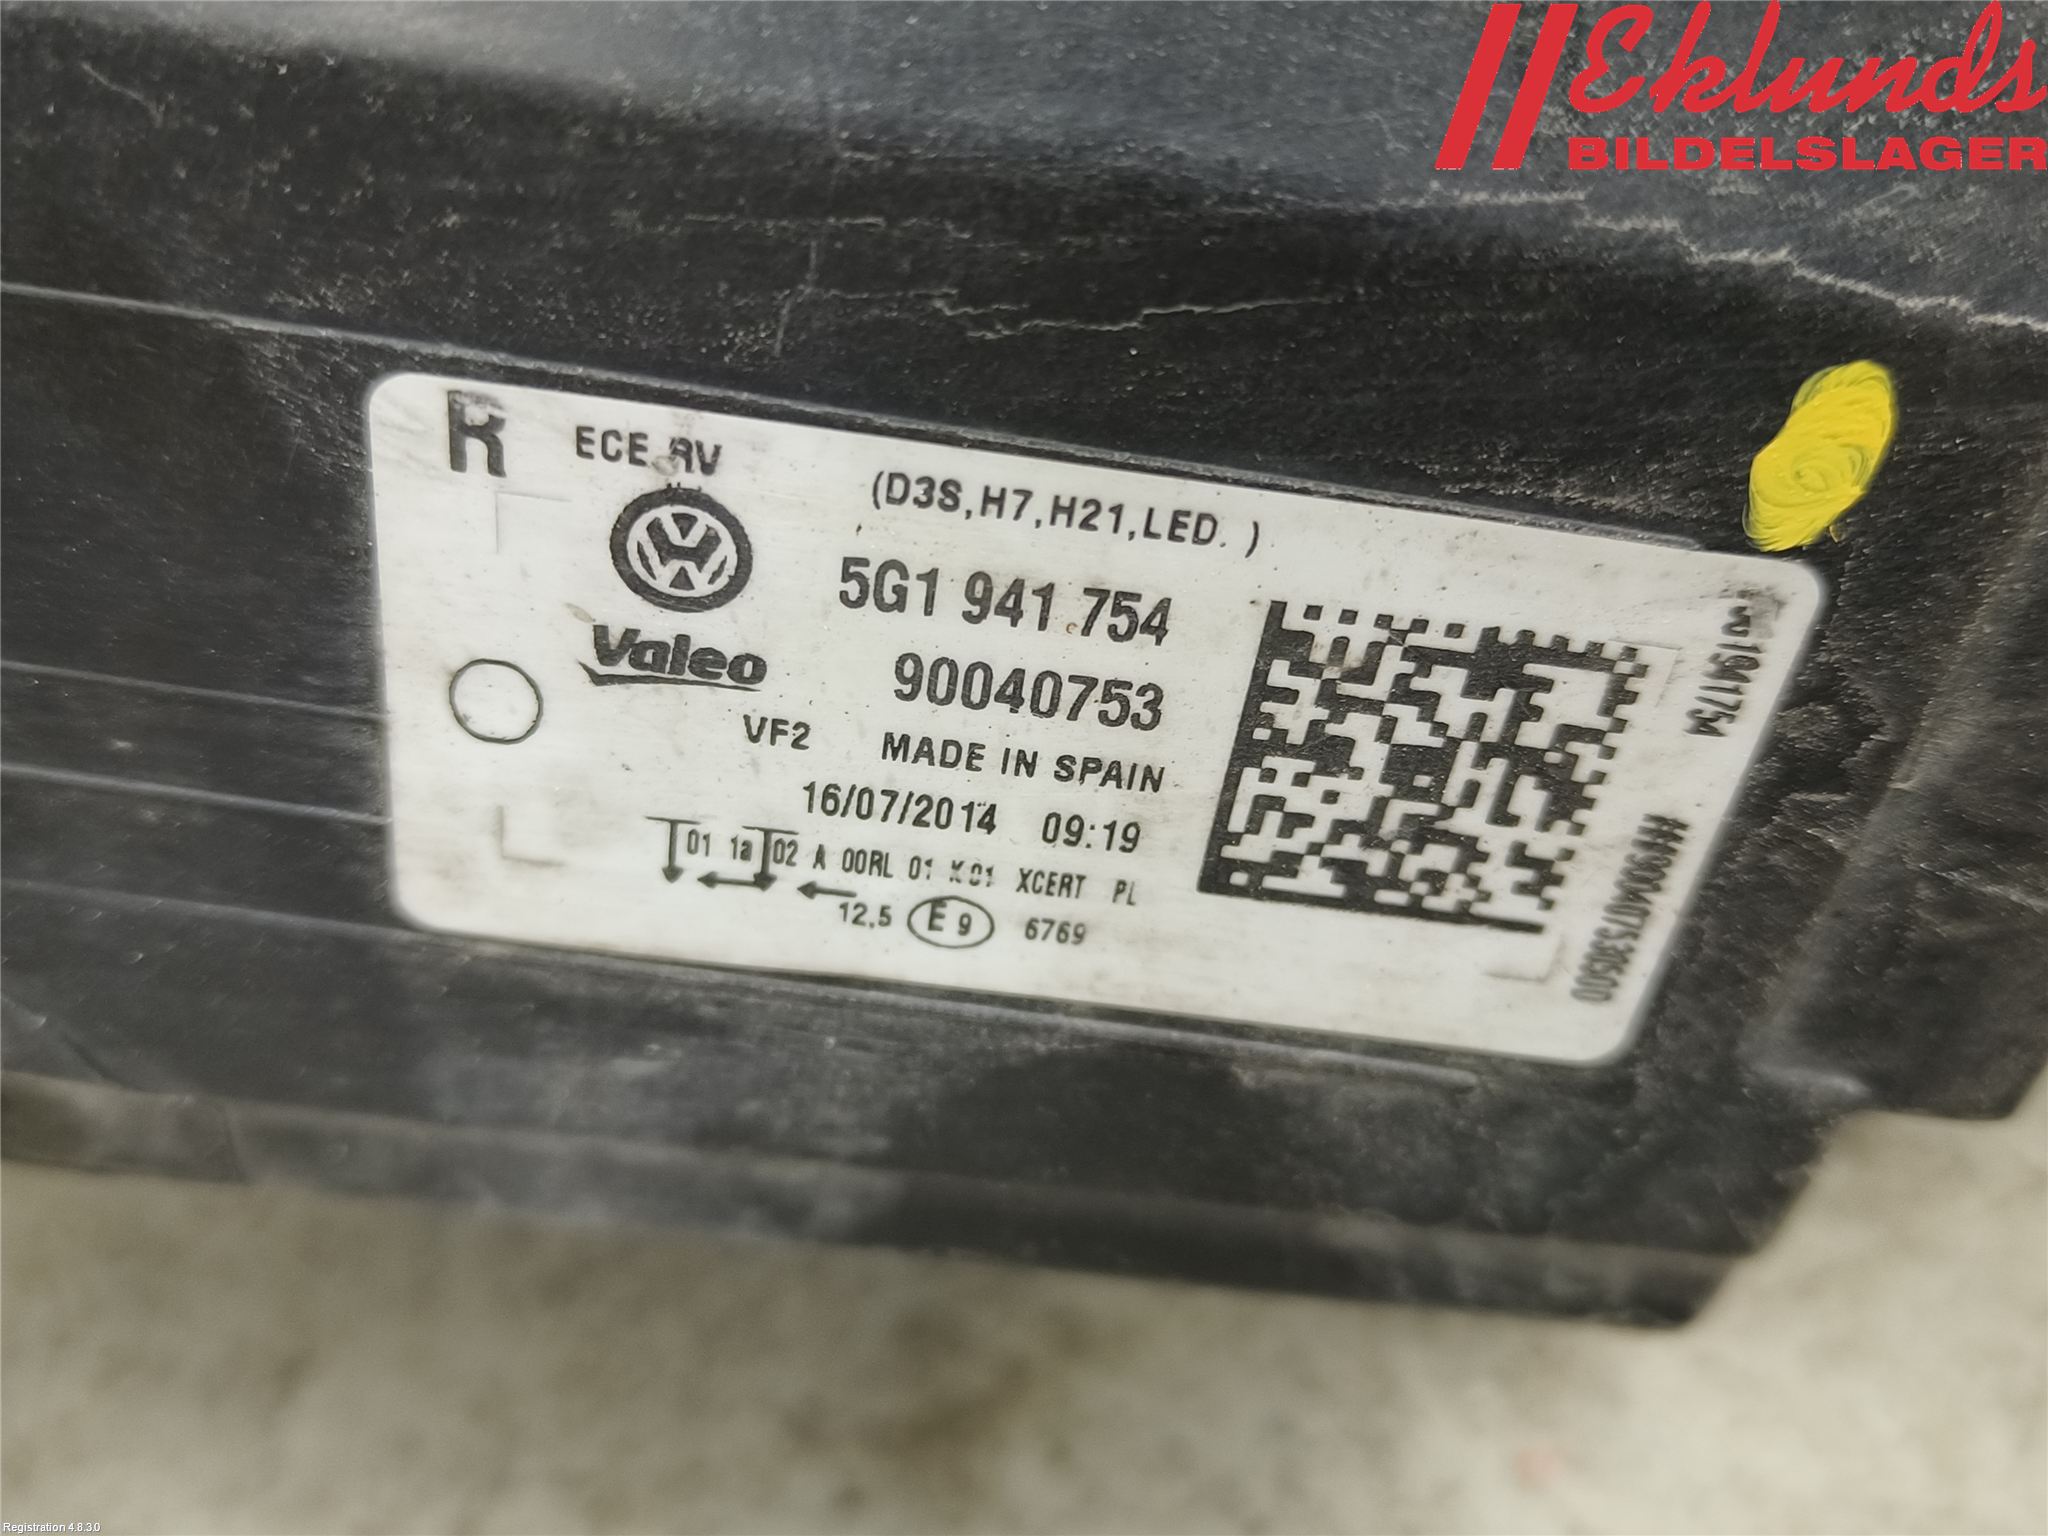 Eklunds
BILDELSLAGER
R ECE RV
(D3S,H7,H21,LED. )
5G1 941 754
Valeo
90040753
VF2 MADE IN SPAIN
16/07/2014 09:19
01 1a 02 A 00RL 01 K01 XCERT PL
12,5 E 9 6769
Registration 4.8.3.0